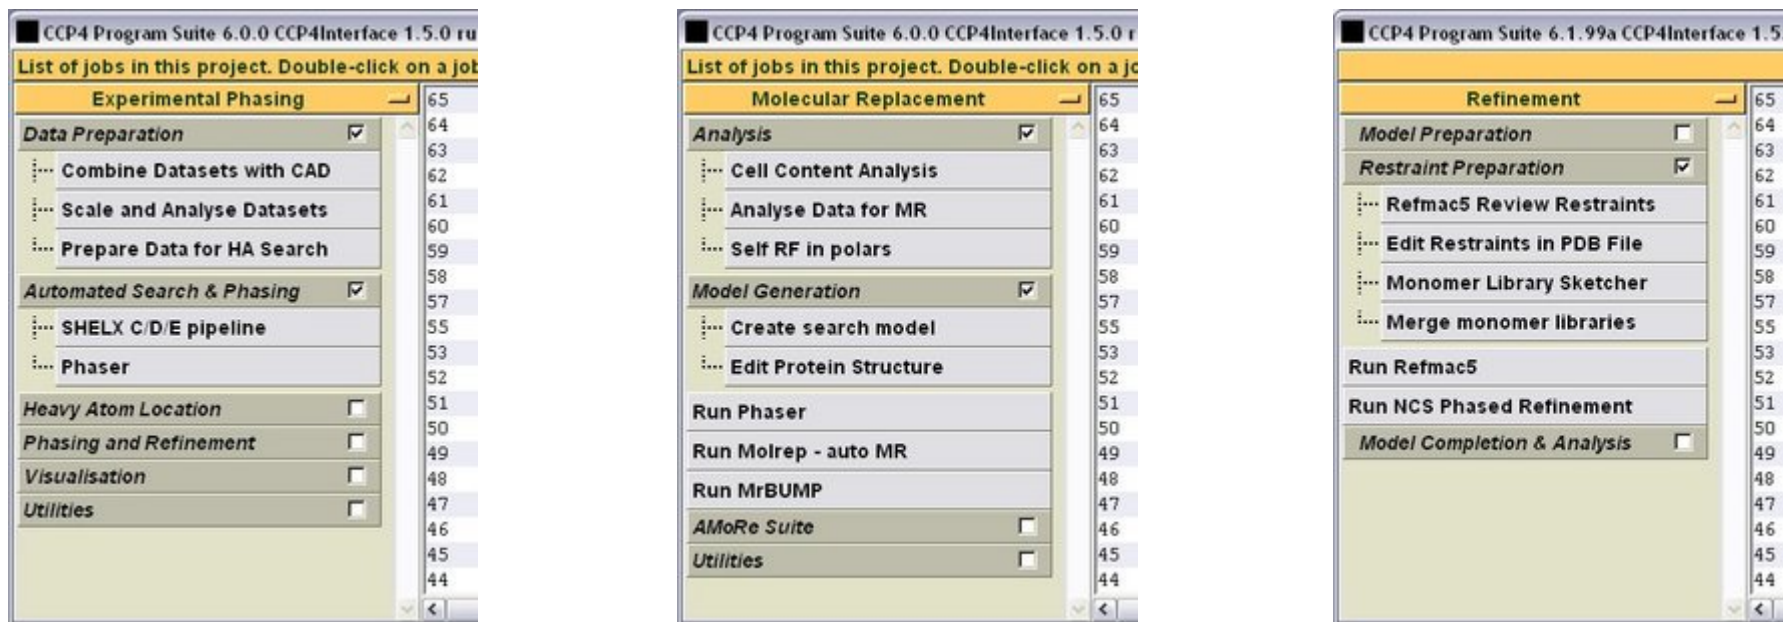 CCP4 Program Suite 6.0.0 CCP4Interface 1.5.0 ru
List of jobs in this project. Double-click on a job
Experimental Phasing
Data Preparation
Combine Datasets with CAD
Scale and Analyse Datasets
Prepare Data for HA Search
Automated Search & Phasing
SHELX C/D/E pipeline
Phaser
Heavy Atom Location
Phasing and Refinement
Visualisation
Utilities
65
64
63
62
61
60
59
58
57
55
53
52
51
50
49
48
47
46
45
44
CCP4 Program Suite 6.0.0 CCP4Interface 1.5.0 r
List of jobs in this project. Double-click on a jo
Molecular Replacement
Analysis
Cell Content Analysis
Analyse Data for MR
Self RF in polars
Model Generation
Create search model
Edit Protein Structure
Run Phaser
Run Molrep - auto MR
Run MrBUMP
AMoRe Suite
Utilities
65
64
63
62
61
60
59
58
57
55
53
52
51
50
49
48
47
46
45
44
CCP4 Program Suite 6.1.99a CCP4Interface 1.5
Refinement
Model Preparation
Restraint Preparation
Refmac5 Review Restraints
Edit Restraints in PDB File
Monomer Library Sketcher
Merge monomer libraries
Run Refmac5
Run NCS Phased Refinement
Model Completion & Analysis
65
64
63
62
61
60
59
58
57
55
53
52
51
50
49
48
47
46
45
44